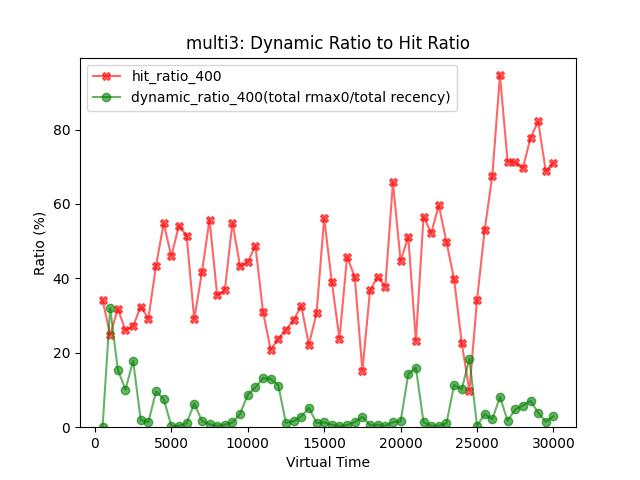 multi3: Dynamic Ratio to Hit Ratio
hit_ratio_400
dynamic_ratio_400(total rmax0/total recency)
Ratio (%)
80
60
40
20
0
0 5000 10000 15000 20000 25000 30000
Virtual Time